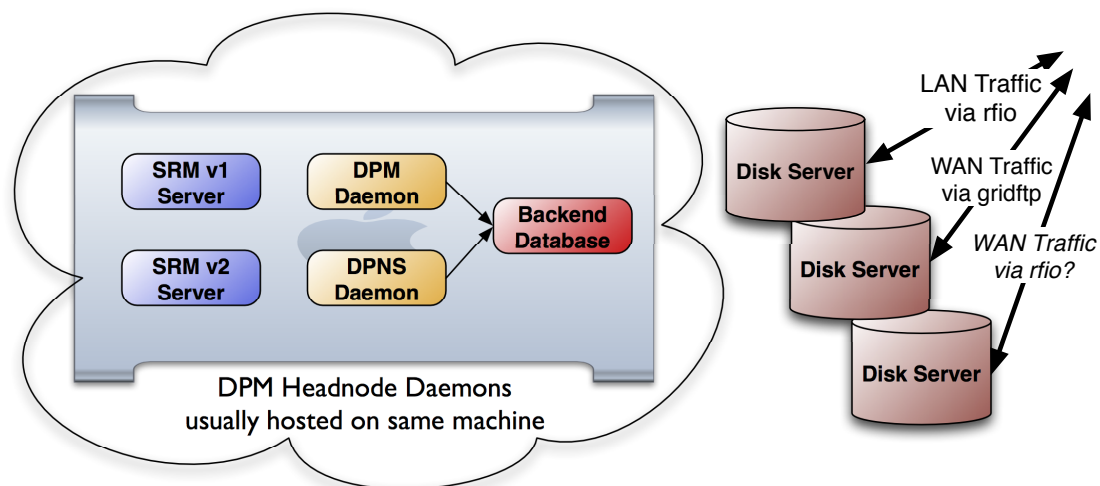 SRM v1
Server
DPM
Daemon
Backend
Database
SRM v2
Server
DPNS
Daemon
DPM Headnode Daemons
usually hosted on same machine
Disk Server
Disk Server
Disk Server
LAN Traffic
via rfio
WAN Traffic
via gridftp
WAN Traffic
via rfio?